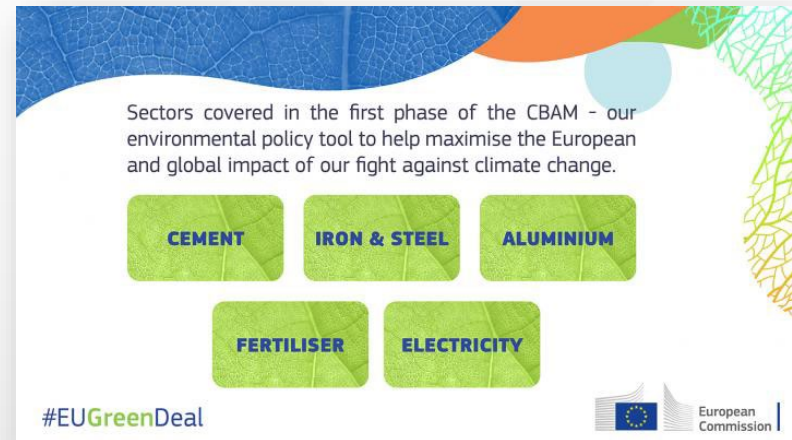 Sectors covered in the first phase of the CBAM - our
environmental policy tool to help maximise the European
and global impact of our fight against climate change.
CEMENT
IRON & STEEL
ALUMINIUM
FERTILISER
ELECTRICITY
#EUGreenDeal
European
Commission